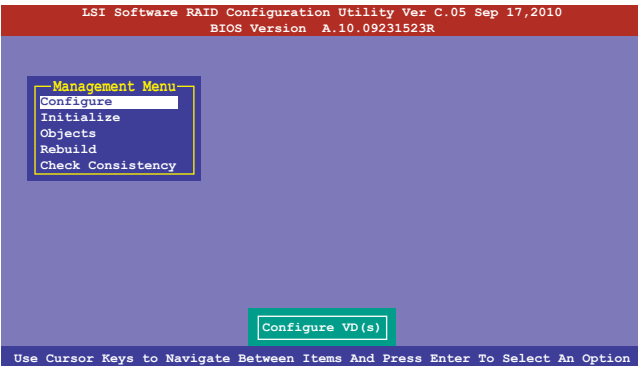 LSI Software RAID Configuration Utility Ver C.05 Sep 17,2010
BIOS Version A.10.09231523R
Management Menu
Configure
Initialize
Objects
Rebuild
Check Consistency
Configure VD(s)
Use Cursor Keys to Navigate Between Items And Press Enter To Select An Option